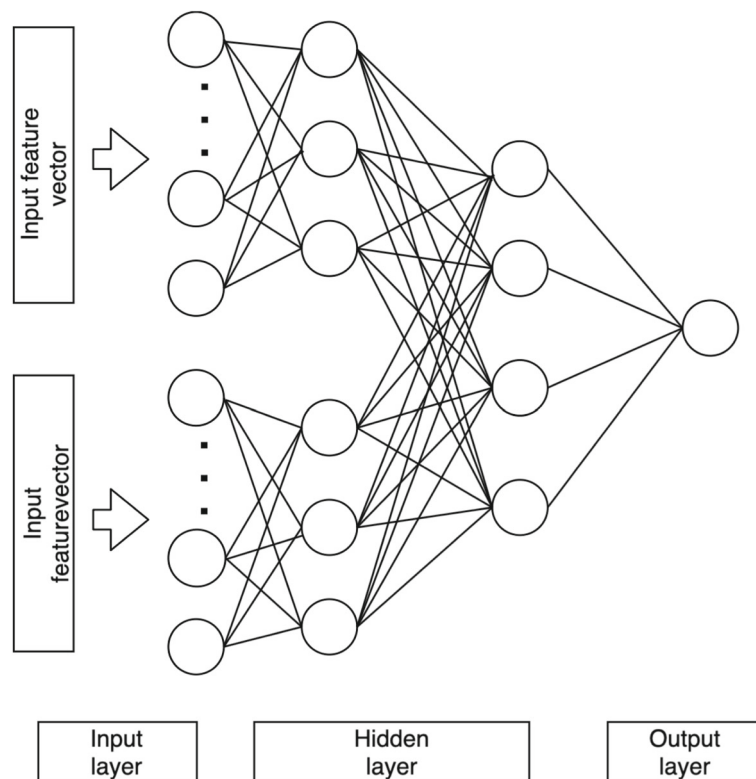 Input feature
vector
Input
featurevector
Input
layer
Hidden
layer
Output
layer